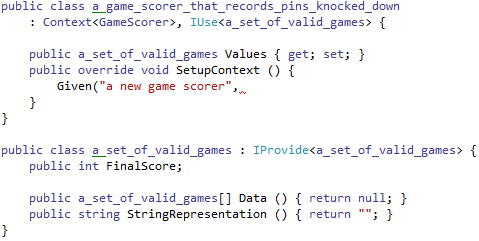 public class a_game_scorer_that_records_pins_knocked_down
: Context<GameScorer>, IUse<a_set_of_valid_games> {
public a_set_of_valid_games Values { get; set; }
public override void SetupContext () {
Given("a new game scorer",
}
}
public class a_set_of_valid_games : IProvide<a_set_of_valid_games> {
public int FinalScore;
public a_set_of_valid_games[] Data () { return null; }
public string StringRepresentation () { return ""; }
}